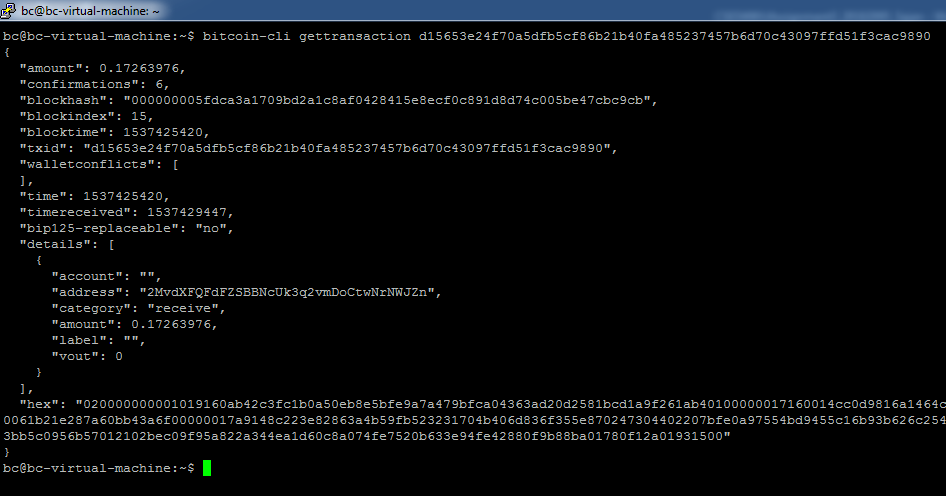 bc@bc-virtual-machine: ~
bc@bc-virtual-machine:~$ bitcoin-cli gettransaction d15653e24f70a5dfb5cf86b21b40fa485237457b6d70c43097ffd51f3cac9890
{
  "amount": 0.17263976,
  "confirmations": 6,
  "blockhash": "000000005fdca3a1709bd2a1c8af0428415e8ecf0c891d8d74c005be47cbc9cb",
  "blockindex": 15,
  "blocktime": 1537425420,
  "txid": "d15653e24f70a5dfb5cf86b21b40fa485237457b6d70c43097ffd51f3cac9890",
  "walletconflicts": [
  ],
  "time": 1537425420,
  "timereceived": 1537429447,
  "bip125-replaceable": "no",
  "details": [
    {
      "account": "",
      "address": "2MvdXFQFdFZSBBNcUk3q2vmDoCtwNrNWJZn",
      "category": "receive",
      "amount": 0.17263976,
      "label": "",
      "vout": 0
    }
  ],
  "hex": "020000000001019160ab42c3fc1b0a50eb8e5bfe9a7a479bfca04363ad20d2581bcd1a9f261ab40100000017160014cc0d9816a1464c
0061b21e287a60bb43a6f00000017a9148c223e82863a4b59fb523231704b406d836f355e870247304402207bfe0a97554bd9455c16b93b626c254
3bb5c0956b57012102bec09f95a822a344ea1d60c8a074fe7520b633e94fe42880f9b88ba01780f12a01931500"
}
bc@bc-virtual-machine:~$